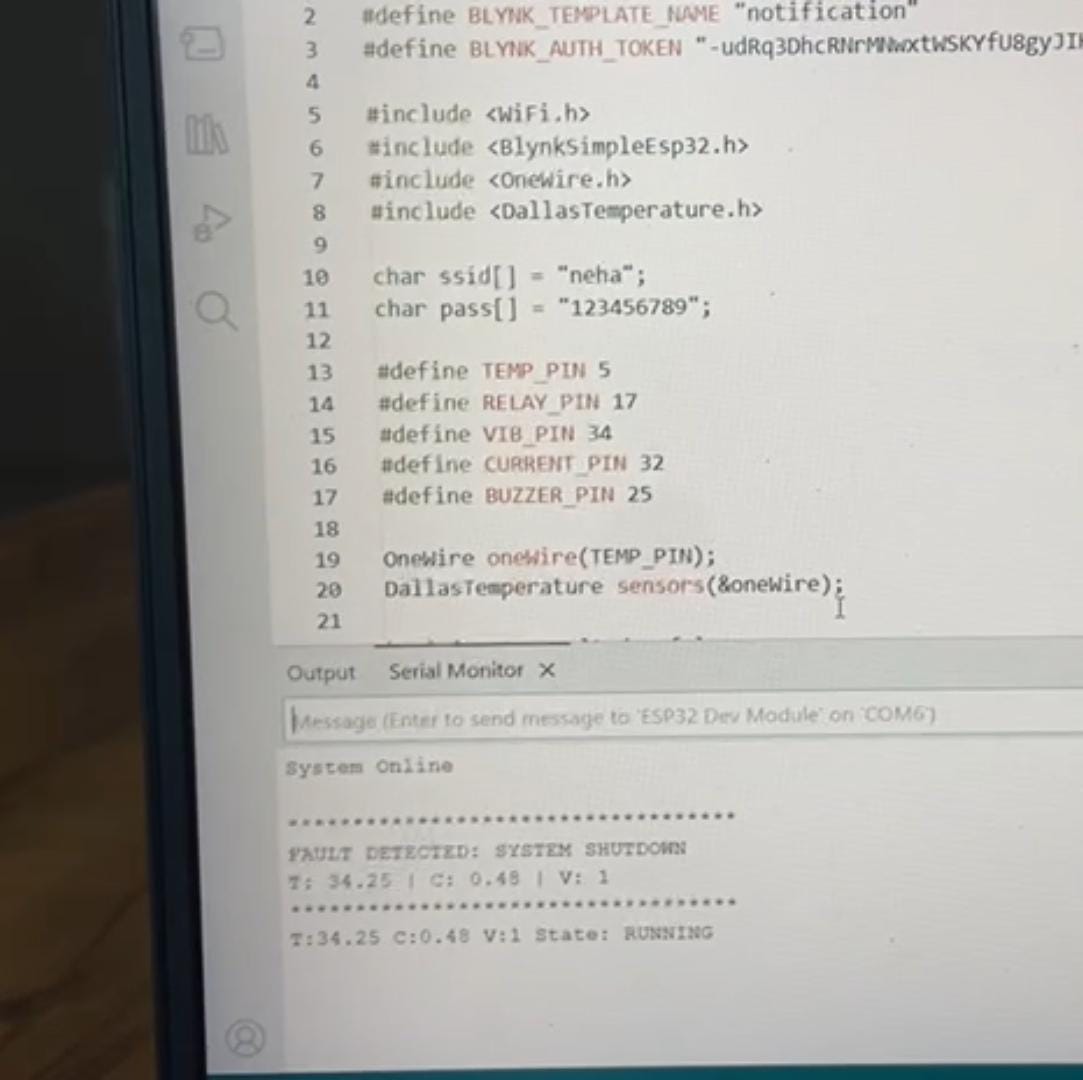 2 #define BLYNK_TEMPLATE_NAME "notification"
3 #define BLYNK_AUTH_TOKEN
4
5 #include <WiFi.h>
6 #include <BlynkSimpleEsp32.h>
7 #include <OneWire.h>
8 #include <DallasTemperature.h>
9
10 char ssid[] = "neha";
11 char pass[] = "123456789";
12
13 #define TEMP_PIN 5
14 #define RELAY_PIN 17
15 #define VIB_PIN 34
16 #define CURRENT_PIN 32
17 #define BUZZER_PIN 25
18
19 OneWire oneWire(TEMP_PIN);
20 DallasTemperature sensors(&oneWire);
21
Output Serial Monitor X
Message (Enter to send message to 'ESP32 Dev Module' on 'COM6')
System Online
***********************************
FAULT DETECTED: SYSTEM SHUTDOWN
T: 34.25 | C: 0.48 | V: 1
***********************************
T:34.25 C:0.48 V:1 State: RUNNING